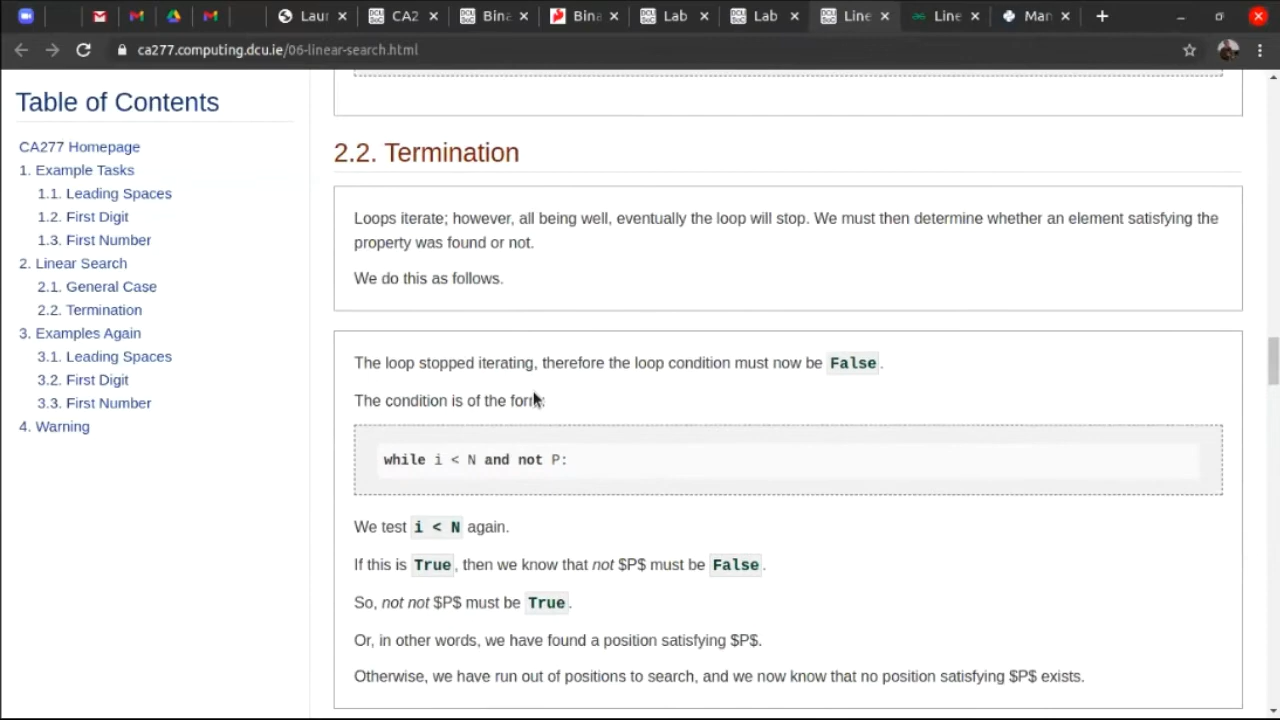 Laur
CA2
Bina
Bina
Lab
Lab
Line
Line
Mar
ca277.computing.dcu.ie/06-linear-search.html
Table of Contents
CA277 Homepage
1. Example Tasks
1.1. Leading Spaces
1.2. First Digit
1.3. First Number
2. Linear Search
2.1. General Case
2.2. Termination
3. Examples Again
3.1. Leading Spaces
3.2. First Digit
3.3. First Number
4. Warning
2.2. Termination
Loops iterate; however, all being well, eventually the loop will stop. We must then determine whether an element satisfying the
property was found or not.
We do this as follows.
The loop stopped iterating, therefore the loop condition must now be False.
The condition is of the form:
while i < N and not P:
We test i < N again.
If this is True, then we know that not $P$ must be False.
So, not not $P$ must be True.
Or, in other words, we have found a position satisfying $P$.
Otherwise, we have run out of positions to search, and we now know that no position satisfying $P$ exists.